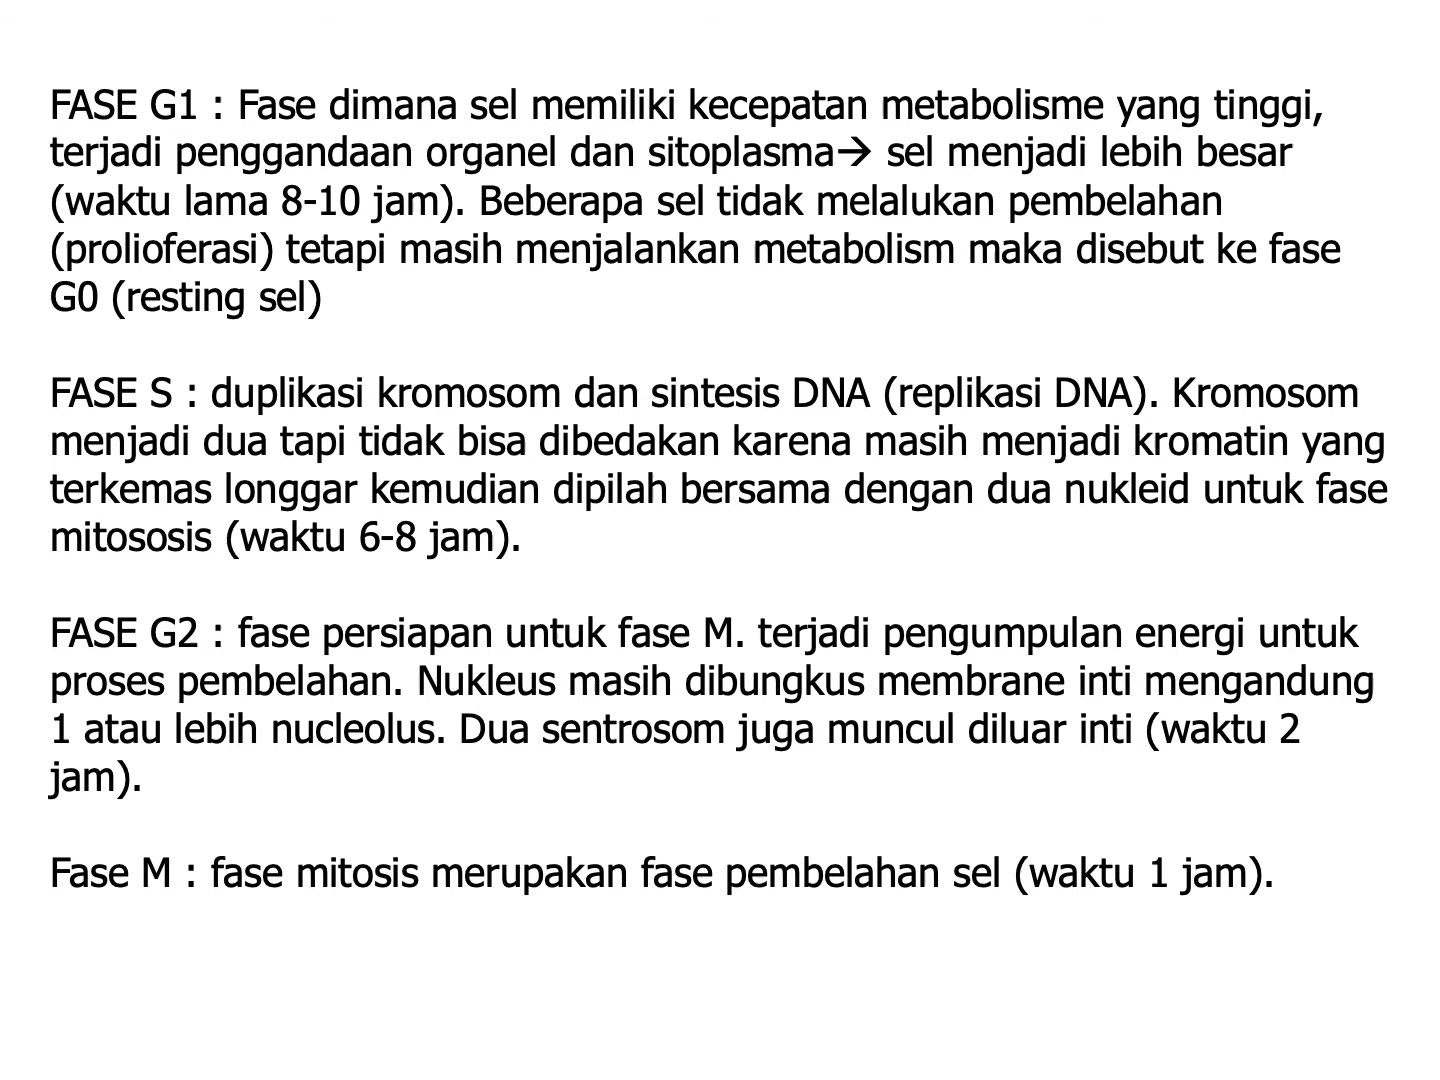 FASE G1 : Fase dimana sel memiliki kecepatan metabolisme yang tinggi,
terjadi penggandaan organel dan sitoplasma→ sel menjadi lebih besar
(waktu lama 8-10 jam). Beberapa sel tidak melalukan pembelahan
(prolioferasi) tetapi masih menjalankan metabolism maka disebut ke fase
G0 (resting sel)
FASE S : duplikasi kromosom dan sintesis DNA (replikasi DNA). Kromosom
menjadi dua tapi tidak bisa dibedakan karena masih menjadi kromatin yang
terkemas longgar kemudian dipilah bersama dengan dua nukleid untuk fase
mitososis (waktu 6-8 jam).
FASE G2 : fase persiapan untuk fase M. terjadi pengumpulan energi untuk
proses pembelahan. Nukleus masih dibungkus membrane inti mengandung
1 atau lebih nucleolus. Dua sentrosom juga muncul diluar inti (waktu 2
jam).
Fase M : fase mitosis merupakan fase pembelahan sel (waktu 1 jam).